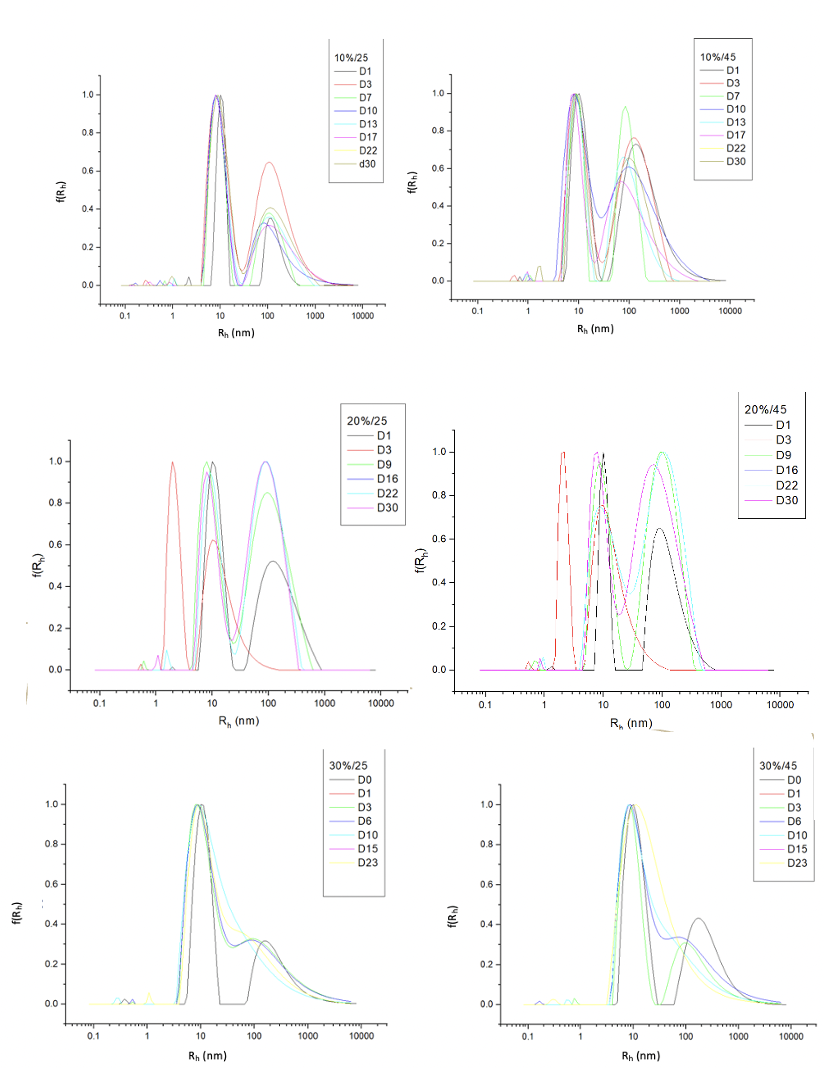 10%/25
D1
D3
D7
D10
D13
D17
D22
d30
1.0
0.8
0.6
0.4
0.2
0.0
f(Rh)
0.1 1 10 100 1000 10000
Rh (nm)
10%/45
D1
D3
D7
D10
D13
D17
D22
D30
1.0
0.8
0.6
0.4
0.2
0.0
f(Rh)
0.1 1 10 100 1000 10000
Rh (nm)
20%/25
D1
D3
D9
D16
D22
D30
1.0
0.8
0.6
0.4
0.2
0.0
f(Rh)
0.1 1 10 100 1000 10000
Rh (nm)
20%/45
D1
D3
D9
D16
D22
D30
1.0
0.8
0.6
0.4
0.2
0.0
f(Rh)
0.1 1 10 100 1000 10000
Rh (nm)
30%/25
D0
D1
D3
D6
D10
D15
D23
1.0
0.8
0.6
0.4
0.2
0.0
f(Rh)
0.1 1 10 100 1000 10000
Rh (nm)
30%/45
D0
D1
D3
D6
D10
D15
D23
1.0
0.8
0.6
0.4
0.2
0.0
f(Rh)
0.1 1 10 100 1000 10000
Rh (nm)